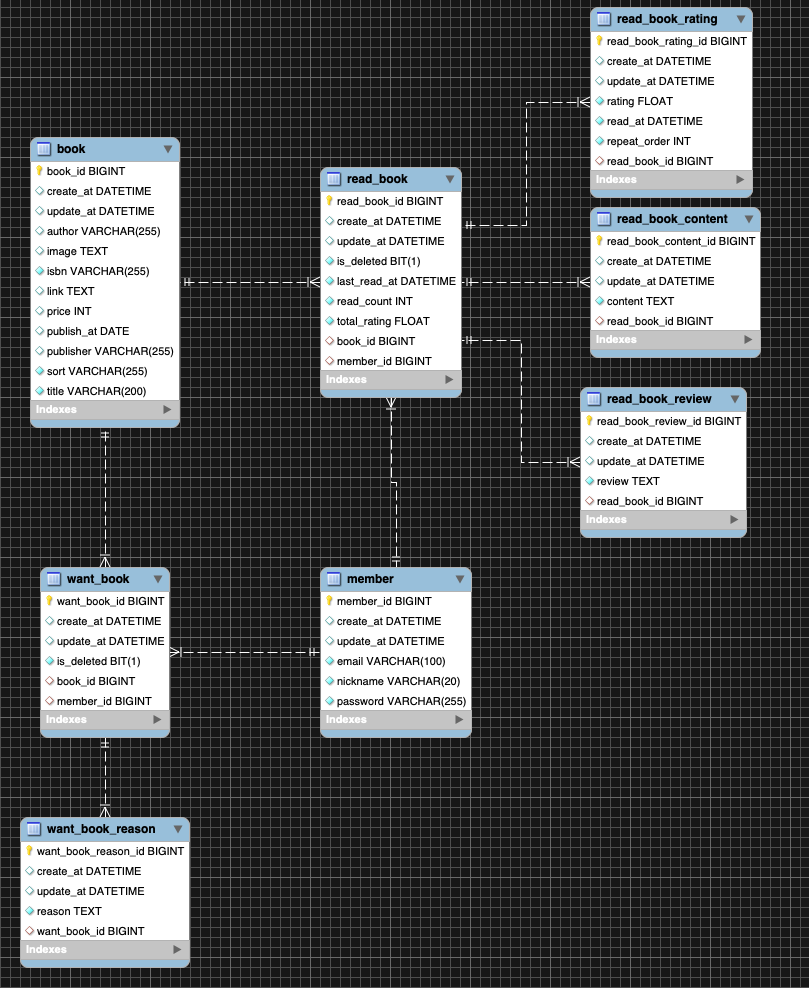 read_book_rating
read_book_rating_id BIGINT
create_at DATETIME
update_at DATETIME
rating FLOAT
read_at DATETIME
repeat_order INT
read_book_id BIGINT
Indexes
book
book_id BIGINT
create_at DATETIME
update_at DATETIME
author VARCHAR(255)
image TEXT
isbn VARCHAR(255)
link TEXT
price INT
publish_at DATE
publisher VARCHAR(255)
sort VARCHAR(255)
title VARCHAR(200)
Indexes
read_book
read_book_id BIGINT
create_at DATETIME
update_at DATETIME
is_deleted BIT(1)
last_read_at DATETIME
read_count INT
total_rating FLOAT
book_id BIGINT
member_id BIGINT
Indexes
read_book_content
read_book_content_id BIGINT
create_at DATETIME
update_at DATETIME
content TEXT
read_book_id BIGINT
Indexes
read_book_review
read_book_review_id BIGINT
create_at DATETIME
update_at DATETIME
review TEXT
read_book_id BIGINT
Indexes
want_book
want_book_id BIGINT
create_at DATETIME
update_at DATETIME
is_deleted BIT(1)
book_id BIGINT
member_id BIGINT
Indexes
member
member_id BIGINT
create_at DATETIME
update_at DATETIME
email VARCHAR(100)
nickname VARCHAR(20)
password VARCHAR(255)
Indexes
want_book_reason
want_book_reason_id BIGINT
create_at DATETIME
update_at DATETIME
reason TEXT
want_book_id BIGINT
Indexes